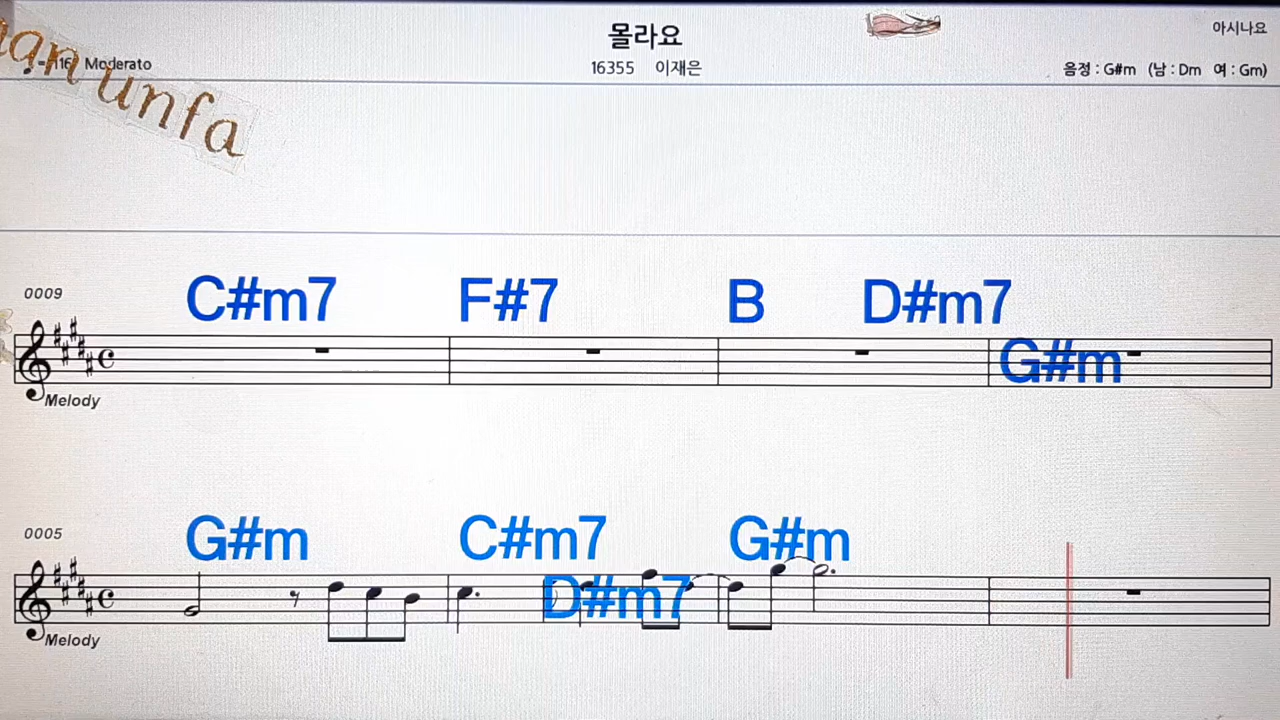 몰라요
아시나요
Moderato
16355 이재은
음정 : G#m (남 : Dm 여 : Gm)
unfa
0009
C#m7 F#7 B D#m7
G#m
Melody
0005
G#m C#m7 G#m
D#m7
Melody